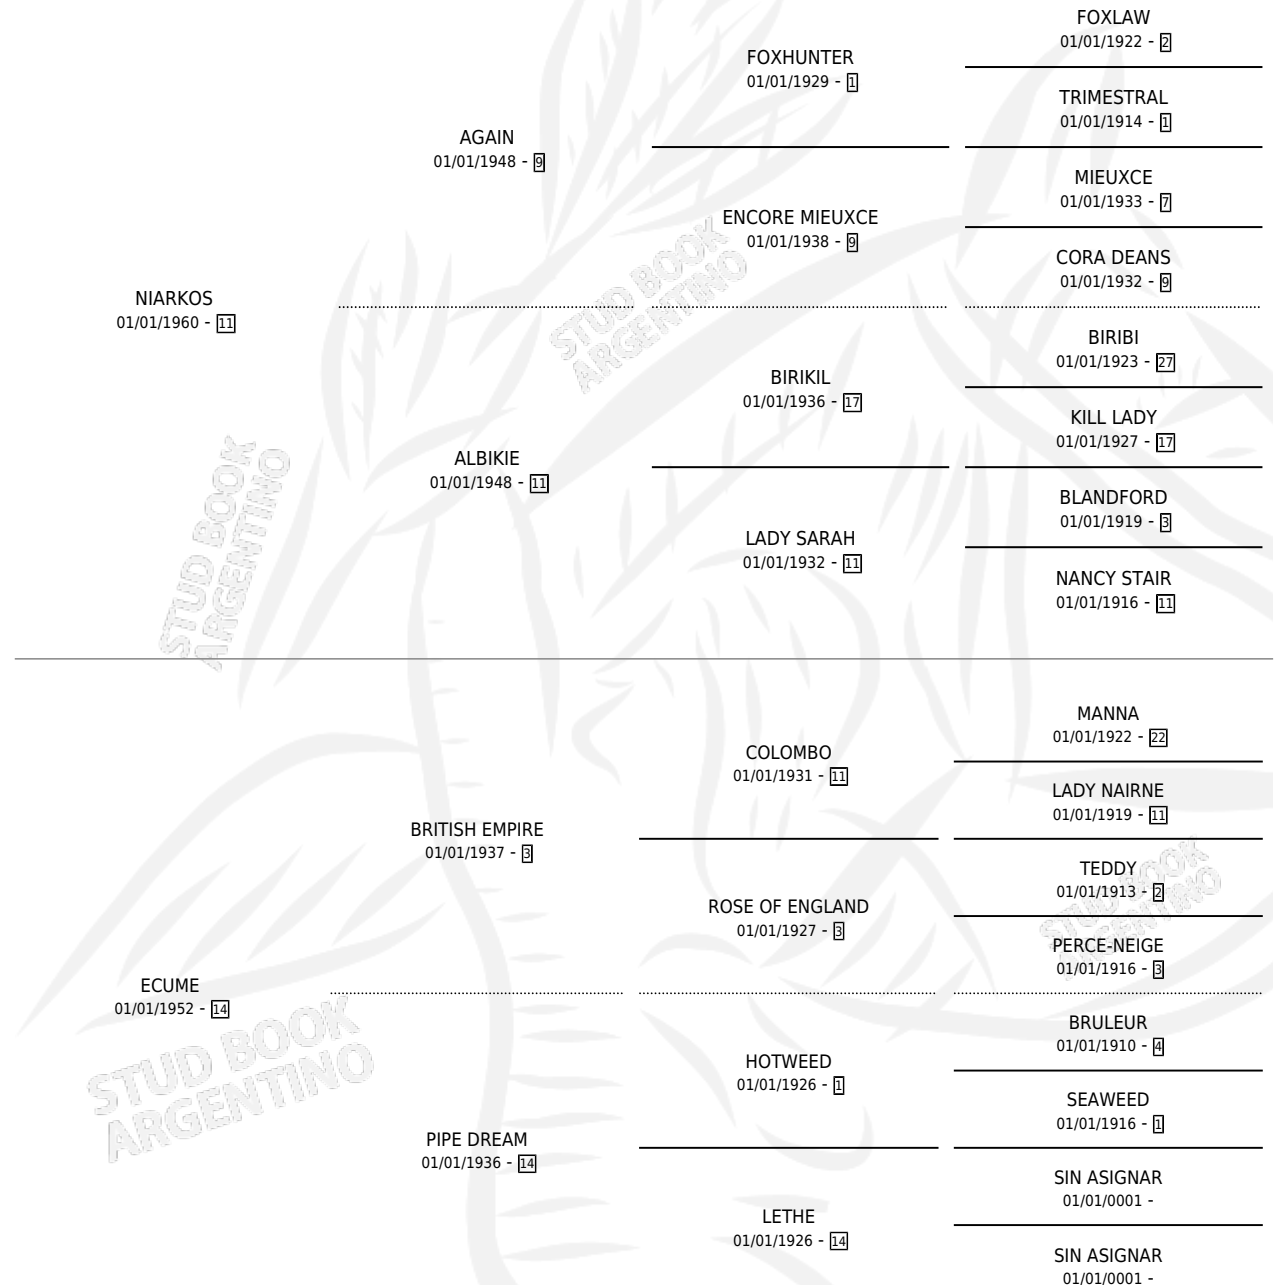 FOXLAW
01/01/1922 - 2
FOXHUNTER
01/01/1929 - 1
TRIMESTRAL
01/01/1914 - 1
AGAIN
01/01/1948 - 9
MIEUXCE
01/01/1933 - 7
ENCORE MIEUXCE
01/01/1938 - 9
CORA DEANS
01/01/1932 - 9
NIARKOS
01/01/1960 - 11
STUD BOOK
ARGENTINO
BIRIBI
01/01/1923 - 27
BIRIKIL
01/01/1936 - 17
KILL LADY
01/01/1927 - 17
ALBIKIE
01/01/1948 - 11
BLANDFORD
01/01/1919 - 3
LADY SARAH
01/01/1932 - 11
NANCY STAIR
01/01/1916 - 11
STUD BOOK
ARGENTINO
MANNA
01/01/1922 - 22
COLOMBO
01/01/1931 - 11
LADY NAIRNE
01/01/1919 - 11
BRITISH EMPIRE
01/01/1937 - 3
TEDDY
01/01/1913 - 2
ROSE OF ENGLAND
01/01/1927 - 3
PERCE-NEIGE
01/01/1916 - 3
STUD BOOK
ARGENTINO
ECUME
01/01/1952 - 14
BRULEUR
01/01/1910 - 4
HOTWEED
01/01/1926 - 1
SEAWEED
01/01/1916 - 1
STUD BOOK
ARGENTINO
PIPE DREAM
01/01/1936 - 14
SIN ASIGNAR
01/01/0001 -
LETHE
01/01/1926 - 14
SIN ASIGNAR
01/01/0001 -